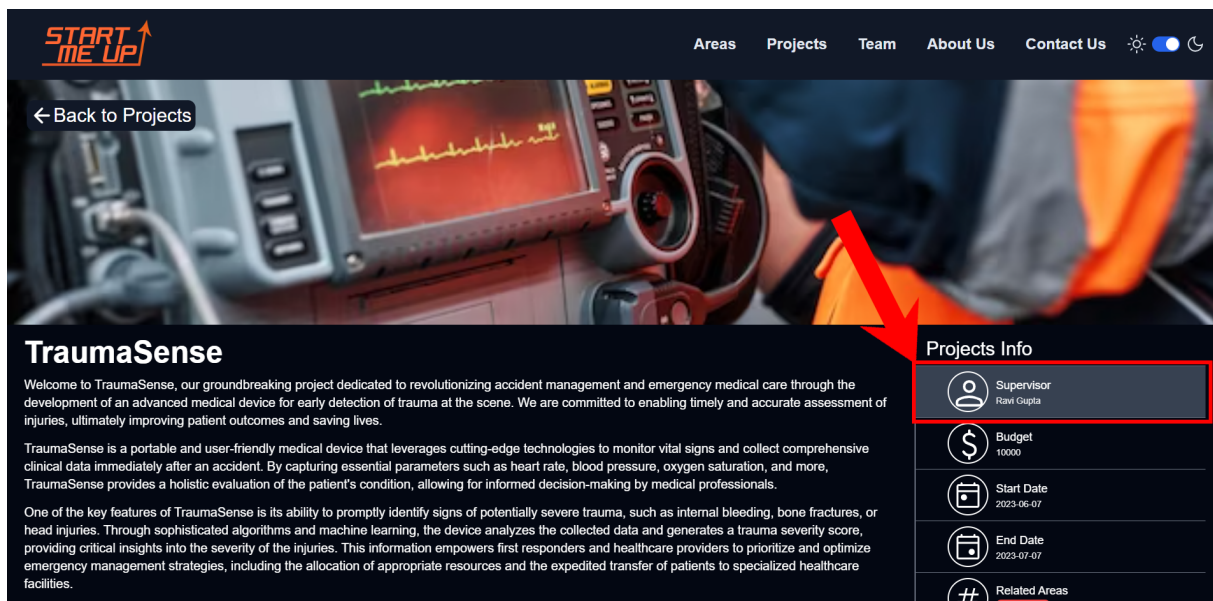 START
ME UP
Areas Projects Team About Us Contact Us
Back to Projects
TraumaSense
Welcome to TraumaSense, our groundbreaking project dedicated to revolutionizing accident management and emergency medical care through the
development of an advanced medical device for early detection of trauma at the scene. We are committed to enabling timely and accurate assessment of
injuries, ultimately improving patient outcomes and saving lives.
TraumaSense is a portable and user-friendly medical device that leverages cutting-edge technologies to monitor vital signs and collect comprehensive
clinical data immediately after an accident. By capturing essential parameters such as heart rate, blood pressure, oxygen saturation, and more,
TraumaSense provides a holistic evaluation of the patient's condition, allowing for informed decision-making by medical professionals.
One of the key features of TraumaSense is its ability to promptly identify signs of potentially severe trauma, such as internal bleeding, bone fractures, or
head injuries. Through sophisticated algorithms and machine learning, the device analyzes the collected data and generates a trauma severity score,
providing critical insights into the severity of the injuries. This information empowers first responders and healthcare providers to prioritize and optimize
emergency management strategies, including the allocation of appropriate resources and the expedited transfer of patients to specialized healthcare
facilities.
Projects Info
Supervisor
Ravi Gupta
Budget
10000
Start Date
2023-06-07
End Date
2023-07-07
Related Areas